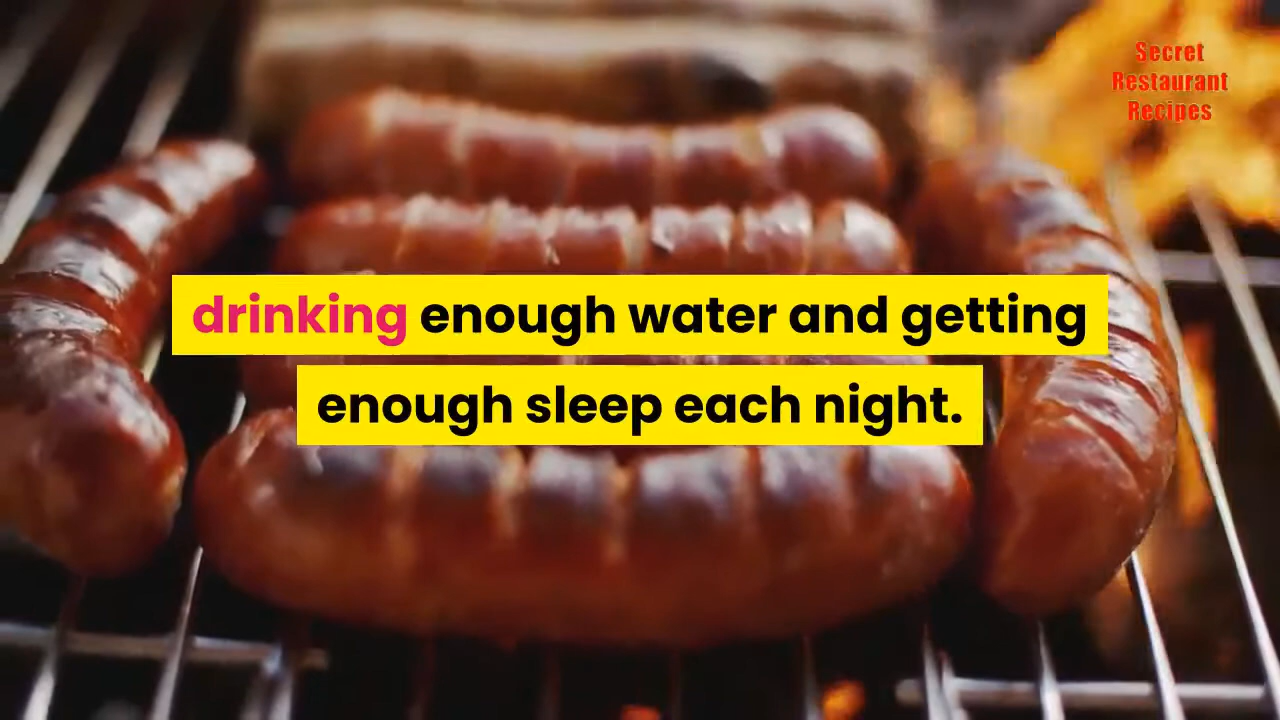 Secret
Restaurant
Recipes
drinking enough water and getting
enough sleep each night.